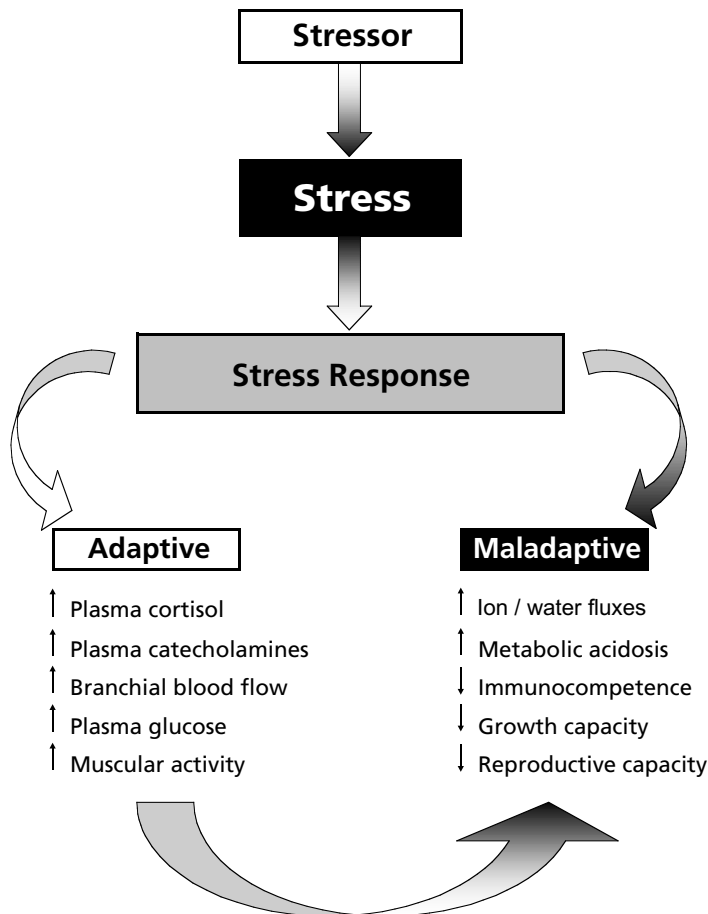 Stressor
Stress
Stress Response
Adaptive
↑ Plasma cortisol
↑ Plasma catecholamines
↑ Branchial blood flow
↑ Plasma glucose
↑ Muscular activity
Maladaptive
↑ Ion / water fluxes
↑ Metabolic acidosis
↓ Immunocompetence
↓ Growth capacity
↓ Reproductive capacity